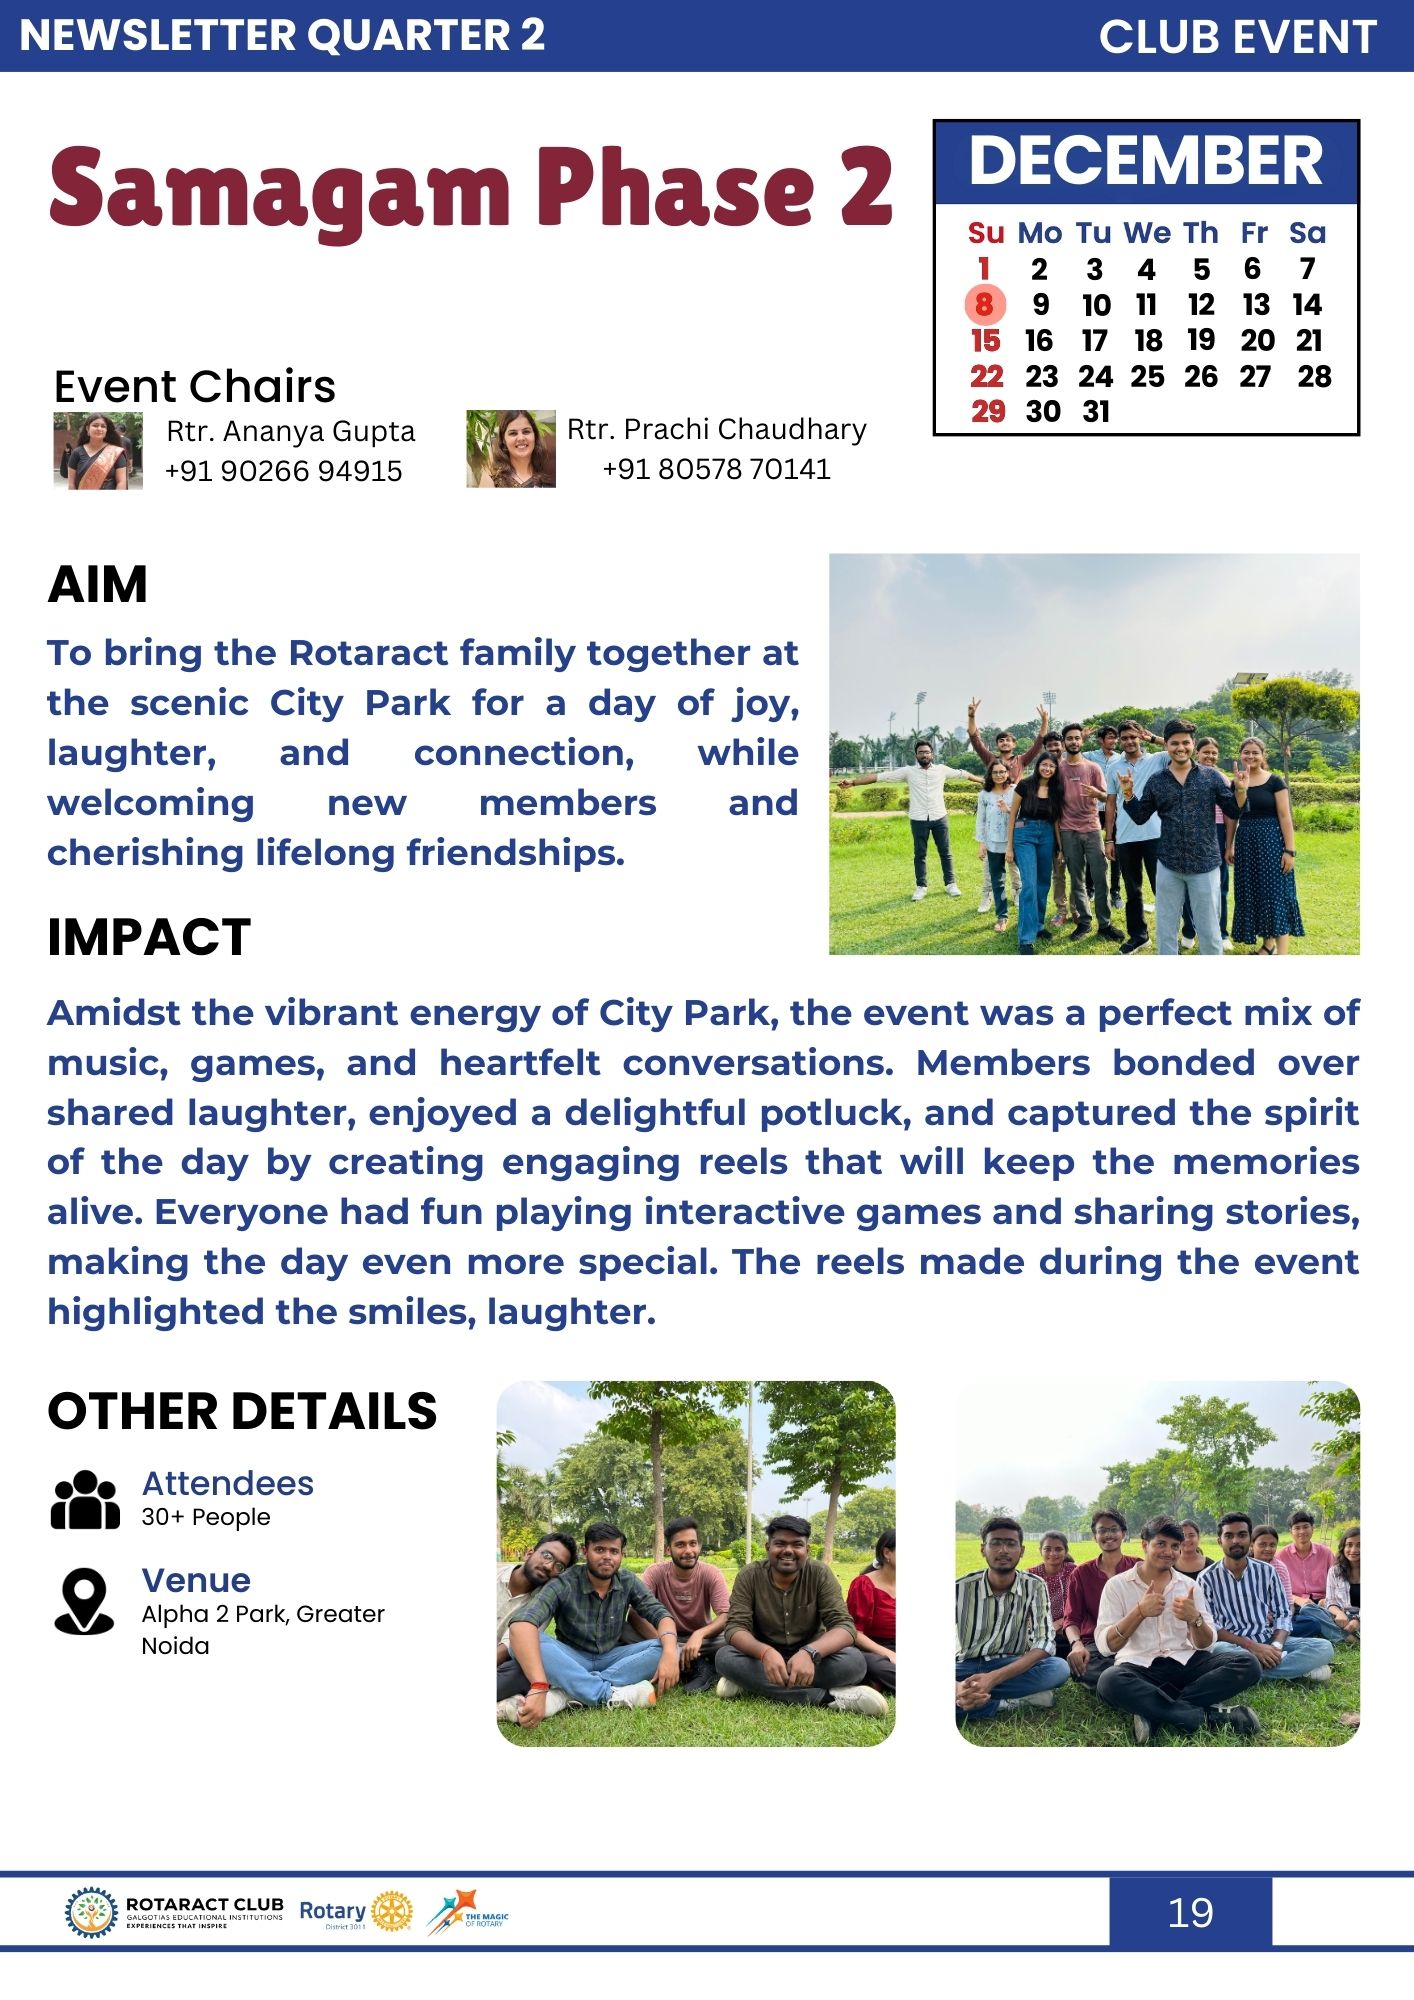 NEWSLETTER QUARTER 2
CLUB EVENT
Samagam Phase 2
DECEMBER
Su Mo Tu We Th Fr Sa
1 2 3 4 5 6 7
8 9 10 11 12 13 14
15 16 17 18 19 20 21
22 23 24 25 26 27 28
29 30 31
Event Chairs
Rtr. Ananya Gupta
+91 90266 94915
Rtr. Prachi Chaudhary
+91 80578 70141
AIM
To bring the Rotaract family together at
the scenic City Park for a day of joy,
laughter, and connection, while
welcoming new members and
cherishing lifelong friendships.
IMPACT
Amidst the vibrant energy of City Park, the event was a perfect mix of
music, games, and heartfelt conversations. Members bonded over
shared laughter, enjoyed a delightful potluck, and captured the spirit
of the day by creating engaging reels that will keep the memories
alive. Everyone had fun playing interactive games and sharing stories,
making the day even more special. The reels made during the event
highlighted the smiles, laughter.
OTHER DETAILS
Attendees
30+ People
Venue
Alpha 2 Park, Greater
Noida
ROTARACT CLUB
GALGOTIAS EDUCATIONAL INSTITUTIONS
EXPERIENCES THAT INSPIRE
Rotary
District 3011
THE MAGIC
OF ROTARY
19